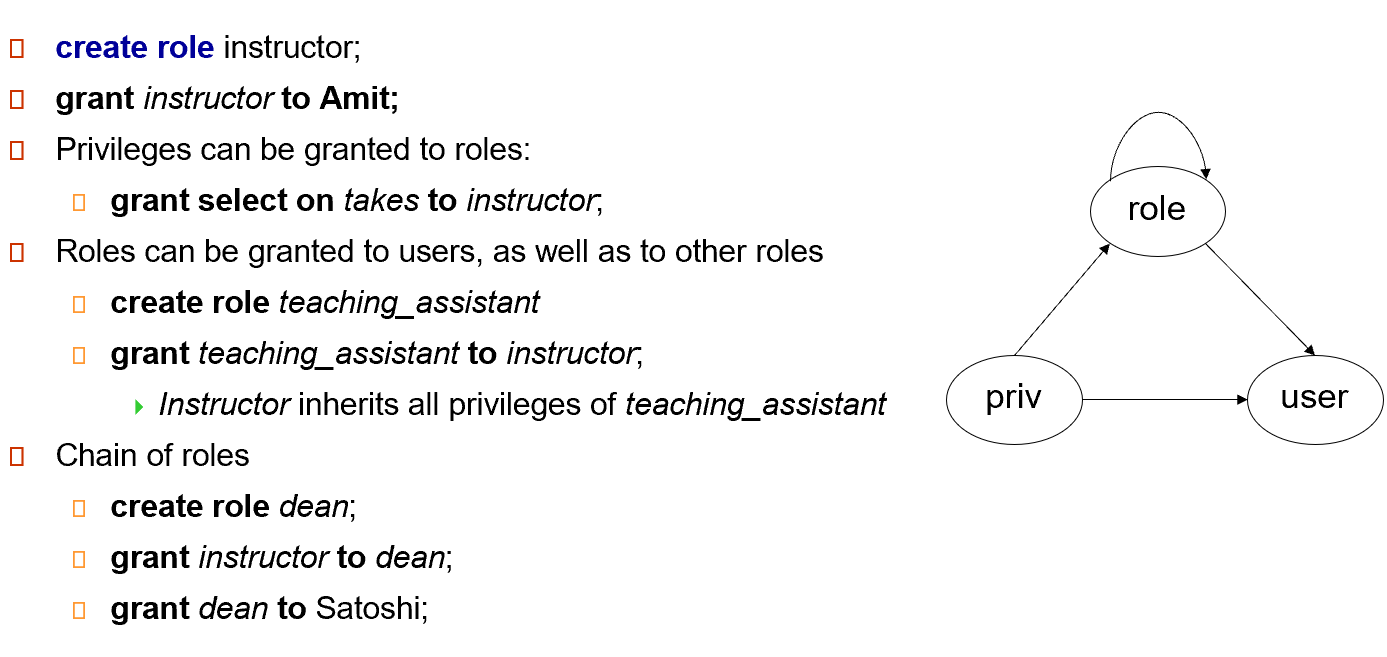 create role instructor;
grant instructor to Amit;
Privileges can be granted to roles:
grant select on takes to instructor;
Roles can be granted to users, as well as to other roles
create role teaching_assistant
grant teaching_assistant to instructor;
Instructor inherits all privileges of teaching_assistant
Chain of roles
create role dean;
grant instructor to dean;
grant dean to Satoshi;
role
priv
user